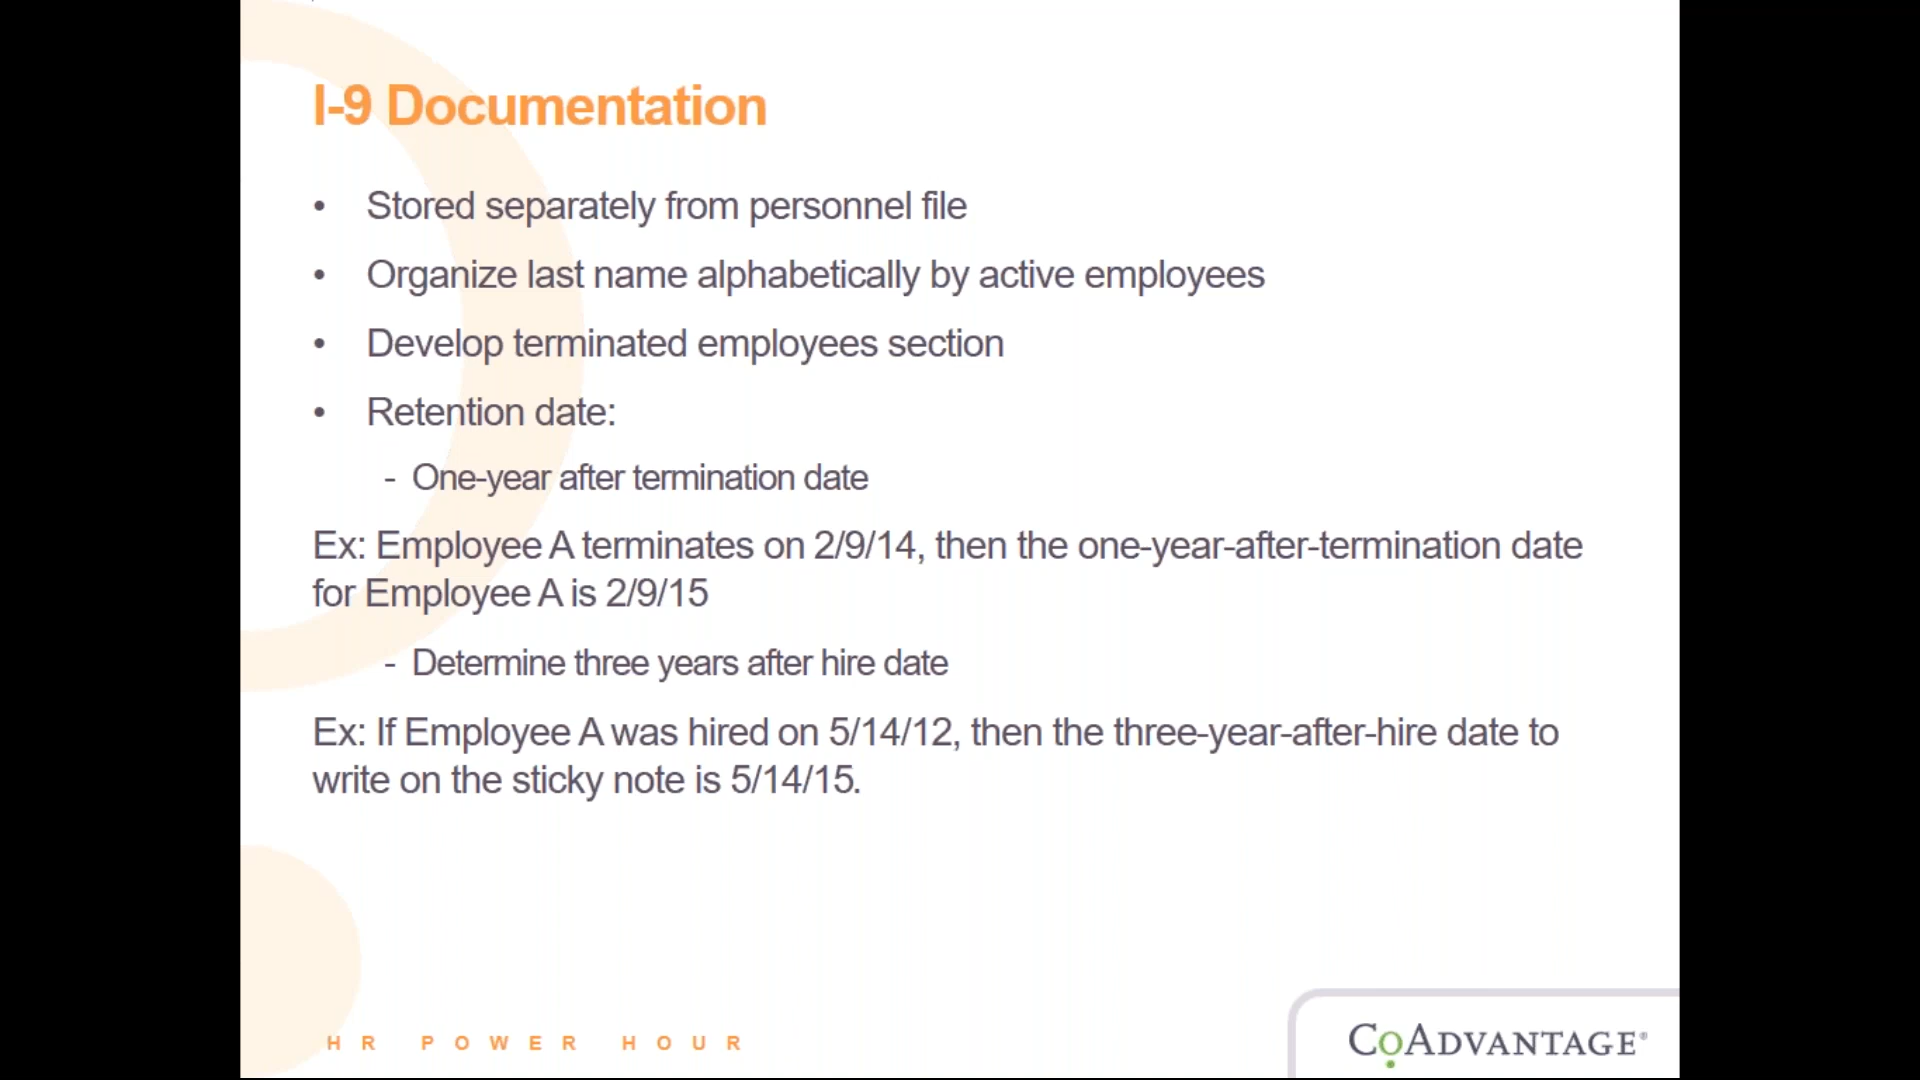 I-9 Documentation
• Stored separately from personnel file
• Organize last name alphabetically by active employees
• Develop terminated employees section
• Retention date:
- One-year after termination date
Ex: Employee A terminates on 2/9/14, then the one-year-after-termination date
for Employee A is 2/9/15
- Determine three years after hire date
Ex: If Employee A was hired on 5/14/12, then the three-year-after-hire date to
write on the sticky note is 5/14/15.
HR POWER HOUR
COADVANTAGE®